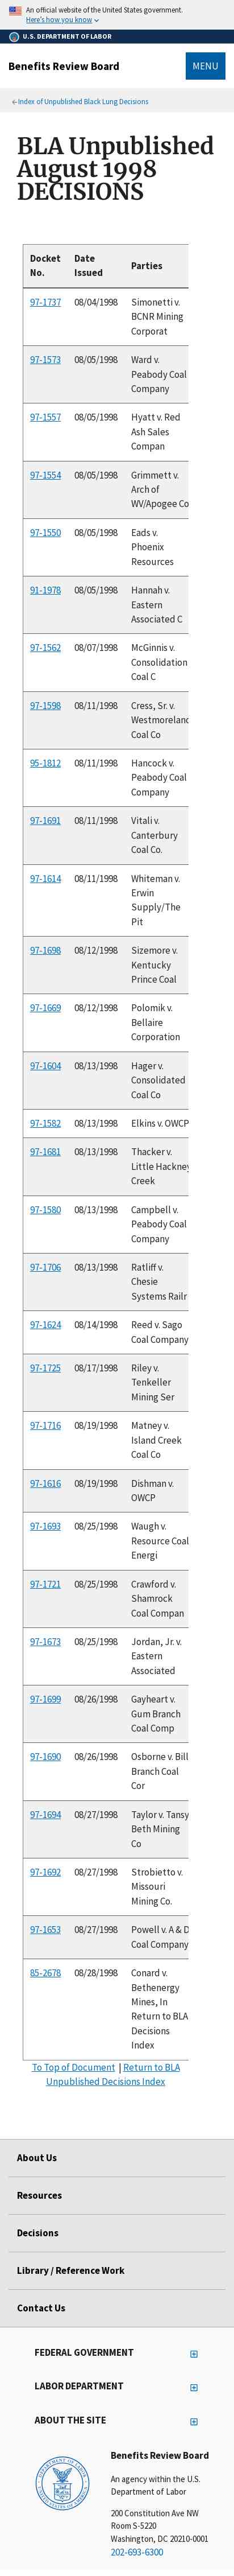 An official website of the United States government.
Here's how you know
U.S. DEPARTMENT OF LABOR
Benefits Review Board
MENU
Index of Unpublished Black Lung Decisions
BLA Unpublished
August 1998
DECISIONS
Docket No. Date Issued Parties
97-1737 08/04/1998 Simonetti v.
BCNR Mining
Corporat
97-1573 08/05/1998 Ward v.
Peabody Coal
Company
97-1557 08/05/1998 Hyatt v. Red
Ash Sales
Compan
97-1554 08/05/1998 Grimmett v.
Arch of
WV/Apogee Co
97-1550 08/05/1998 Eads v.
Phoenix
Resources
91-1978 08/05/1998 Hannah v.
Eastern
Associated C
97-1562 08/07/1998 McGinnis v.
Consolidation
Coal C
97-1598 08/11/1998 Cress, Sr. v.
Westmoreland
Coal Co
95-1812 08/11/1998 Hancock v.
Peabody Coal
Company
97-1691 08/11/1998 Vitali v.
Canterbury
Coal Co.
97-1614 08/11/1998 Whiteman v.
Erwin
Supply/The
Pit
97-1698 08/12/1998 Sizemore v.
Kentucky
Prince Coal
97-1669 08/12/1998 Polomik v.
Bellaire
Corporation
97-1604 08/13/1998 Hager v.
Consolidated
Coal Co
97-1582 08/13/1998 Elkins v. OWCP
97-1681 08/13/1998 Thacker v.
Little Hackney
Creek
97-1580 08/13/1998 Campbell v.
Peabody Coal
Company
97-1706 08/13/1998 Ratliff v.
Chesie
Systems Railr
97-1624 08/14/1998 Reed v. Sago
Coal Company
97-1725 08/17/1998 Riley v.
Tenkeller
Mining Ser
97-1716 08/19/1998 Matney v.
Island Creek
Coal Co
97-1616 08/19/1998 Dishman v.
OWCP
97-1693 08/25/1998 Waugh v.
Resource Coal
Energi
97-1721 08/25/1998 Crawford v.
Shamrock
Coal Compan
97-1673 08/25/1998 Jordan, Jr. v.
Eastern
Associated
97-1699 08/26/1998 Gayheart v.
Gum Branch
Coal Comp
97-1690 08/26/1998 Osborne v. Bill
Branch Coal
Cor
97-1694 08/27/1998 Taylor v. Tansy
Beth Mining
Co
97-1692 08/27/1998 Strobietto v.
Missouri
Mining Co.
97-1653 08/27/1998 Powell v. A & D
Coal Company
85-2678 08/28/1998 Conard v.
Bethenergy
Mines, In
Return to BLA
Decisions
Index
To Top of Document | Return to BLA
Unpublished Decisions Index
About Us
Resources
Decisions
Library / Reference Work
Contact Us
FEDERAL GOVERNMENT
LABOR DEPARTMENT
ABOUT THE SITE
Benefits Review Board
An agency within the U.S.
Department of Labor
200 Constitution Ave NW
Room S-5220
Washington, DC 20210-0001
202-693-6300